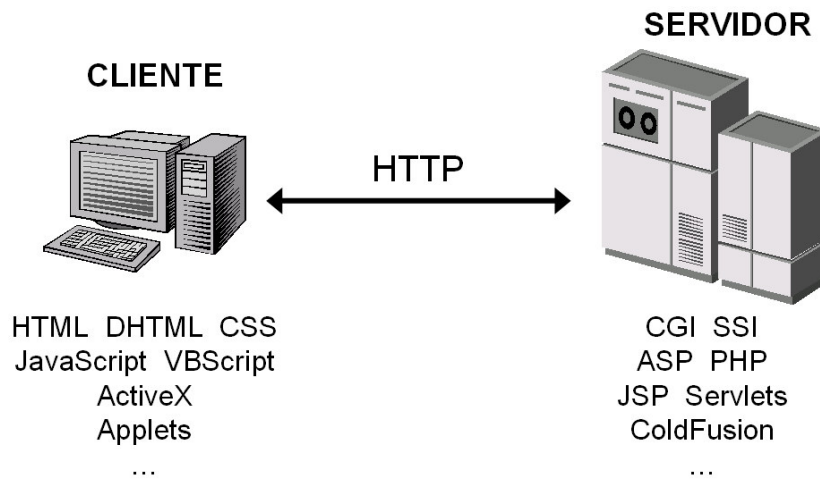 CLIENTE
HTML DHTML CSS
JavaScript VBScript
ActiveX
Applets
...
HTTP
SERVIDOR
CGI SSI
ASP PHP
JSP Servlets
ColdFusion
...